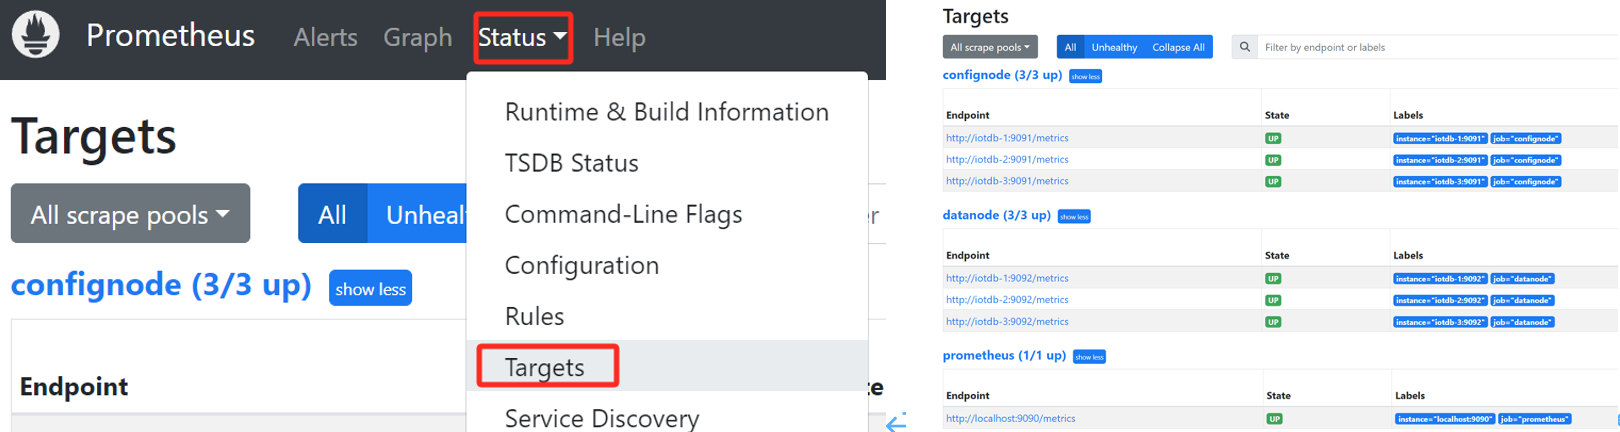 Prometheus Alerts Graph Status Help
Targets
All scrape pools All Unheal
confignode (3/3 up) show less
Endpoint
Runtime & Build Information
TSDB Status
Command-Line Flags
Configuration
Rules
Targets
Service Discovery
er
te
Targets
All scrape pools All Unhealthy Collapse All Filter by endpoint or labels
confignode (3/3 up) show less
Endpoint State Labels
http://iotdb-1:9091/metrics UP instance="iotdb-1:9091" job="confignode"
http://iotdb-2:9091/metrics UP instance="iotdb-2:9091" job="confignode"
http://iotdb-3:9091/metrics UP instance="iotdb-3:9091" job="confignode"
datanode (3/3 up) show less
Endpoint State Labels
http://iotdb-1:9092/metrics UP instance="iotdb-1:9092" job="datanode"
http://iotdb-2:9092/metrics UP instance="iotdb-2:9092" job="datanode"
http://iotdb-3:9092/metrics UP instance="iotdb-3:9092" job="datanode"
prometheus (1/1 up) show less
Endpoint State Labels
http://localhost:9090/metrics UP instance="localhost:9090" job="prometheus"